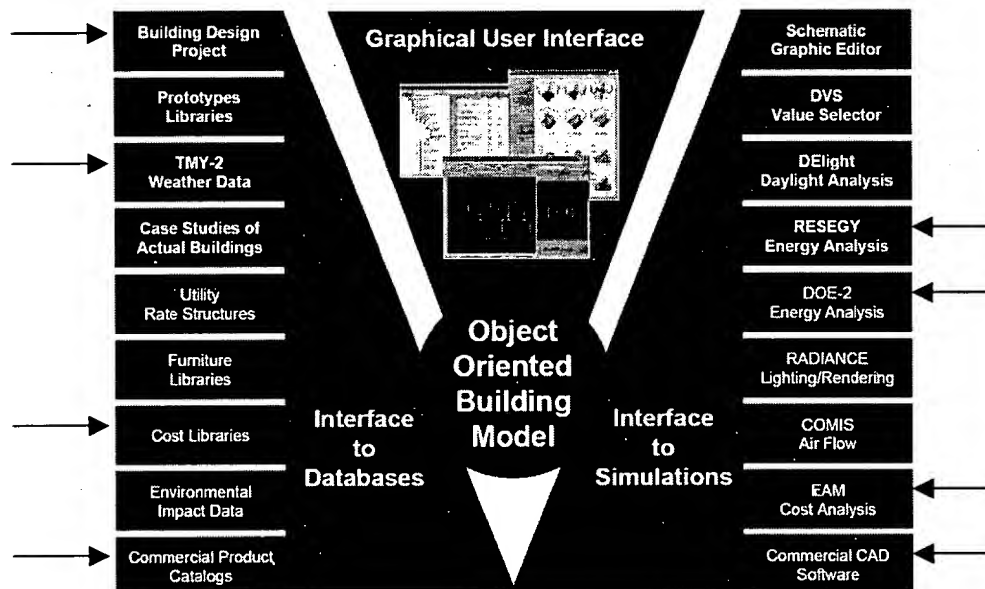 Building Design
Project
Prototypes
Libraries
TMY-2
Weather Data
Case Studies of
Actual Buildings
Utility
Rate Structures
Furniture
Libraries
Cost Libraries
Environmental
Impact Data
Commercial Product
Catalogs
Graphical User Interface
Object
Oriented
Building
Model
Interface
to
Databases
Interface
to
Simulations
Schematic
Graphic Editor
DVS
Value Selector
DElight
Daylight Analysis
RESEGY
Energy Analysis
DOE-2
Energy Analysis
RADIANCE
Lighting/Rendering
COMIS
Air Flow
EAM
Cost Analysis
Commercial CAD
Software